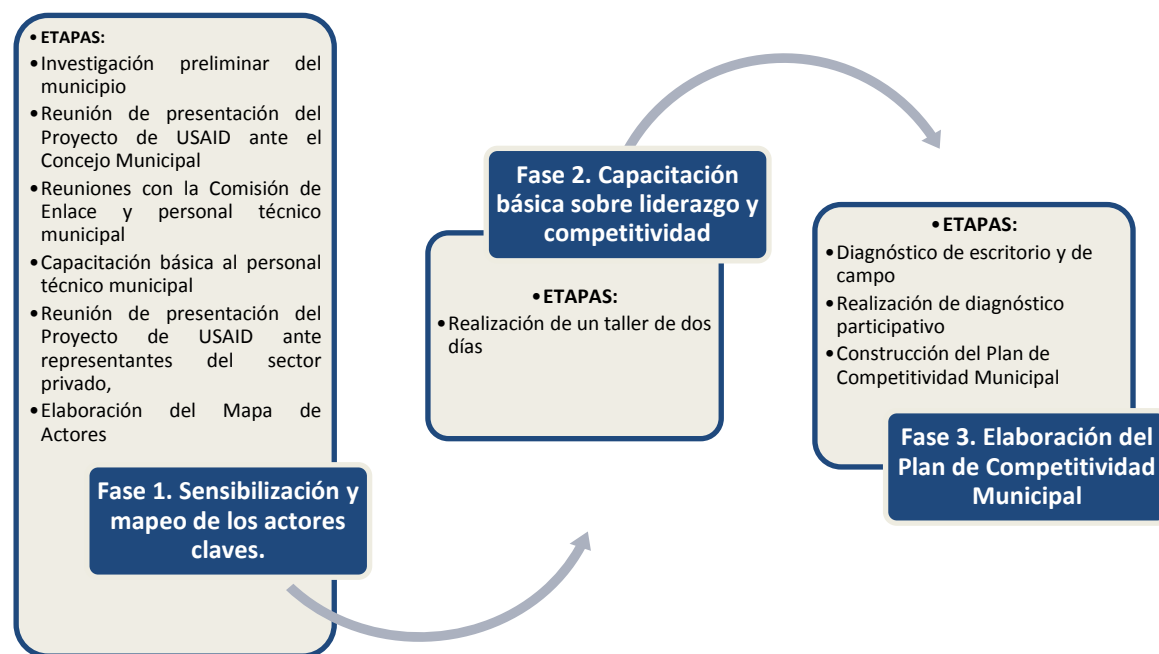 • ETAPAS:
•Investigación preliminar del
municipio
•Reunión de presentación del
Proyecto de USAID ante el
Concejo Municipal
•Reuniones con la Comisión de
Enlace y personal técnico
municipal
•Capacitación básica al personal
técnico municipal
•Reunión de presentación del
Proyecto de USAID ante
representantes del sector
privado,
•Elaboración del Mapa de
Actores
Fase 1. Sensibilización y
mapeo de los actores
claves.
Fase 2. Capacitación
básica sobre liderazgo y
competitividad
•ETAPAS:
•Realización de un taller de dos
días
•ETAPAS:
•Diagnóstico de escritorio y de
campo
•Realización de diagnóstico
participativo
•Construcción del Plan de
Competitividad Municipal
Fase 3. Elaboración del
Plan de Competitividad
Municipal